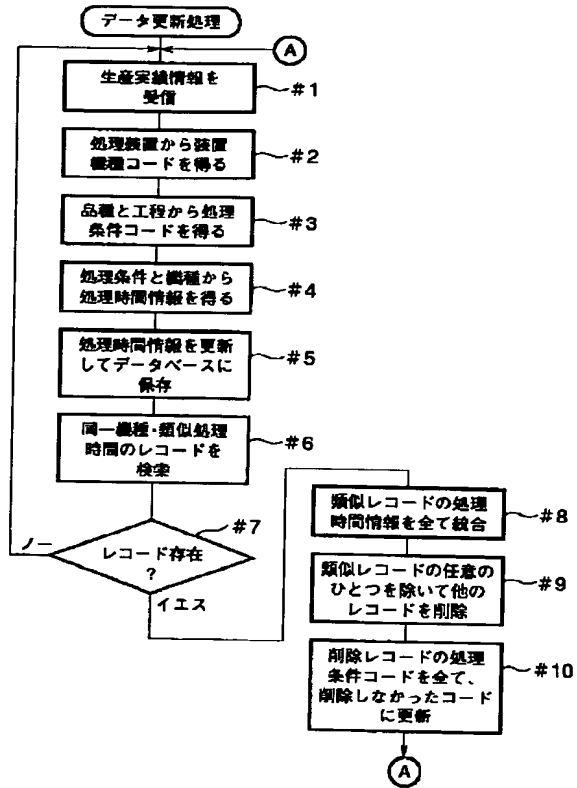 データ更新処理
A
生産実績情報を
受信
#1
処理装置から装置
機種コードを得る
#2
品種と工程から処理
条件コードを得る
#3
処理条件と機種から
処理時間情報を得る
#4
処理時間情報を更新
してデータベースに
保存
#5
同一機種・類似処理
時間のレコードを
検索
#6
レコード存在
?
#7
ノー
イエス
類似レコードの処理
時間情報を全て統合
#8
類似レコードの任意の
ひとつを除いて他の
レコードを削除
#9
削除レコードの処理
条件コードを全て、
削除しなかったコード
に更新
#10
A